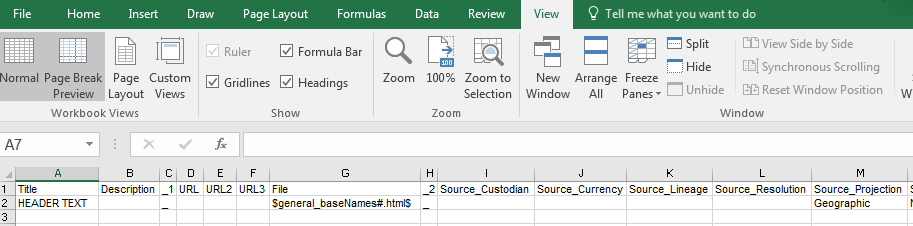 File Home Insert Draw Page Layout Formulas Data Review View Tell me what you want to do
Normal Page Break Preview Page Layout Custom Views
Workbook Views
Ruler Formula Bar
Gridlines Headings
Show
Zoom 100% Zoom to Selection
100
Zoom
New Window Arrange All Freeze Panes
Split
Hide
Unhide
View Side by Side
Synchronous Scrolling
Reset Window Position
Window
A7 fx
A B C D E F G H I J K L M
1 Title Description _1 URL URL2 URL3 File _2 Source_Custodian Source_Currency Source_Lineage Source_Resolution Source_Projection
2 HEADER TEXT _ $general_baseNames#.html$ _ Geographic
3